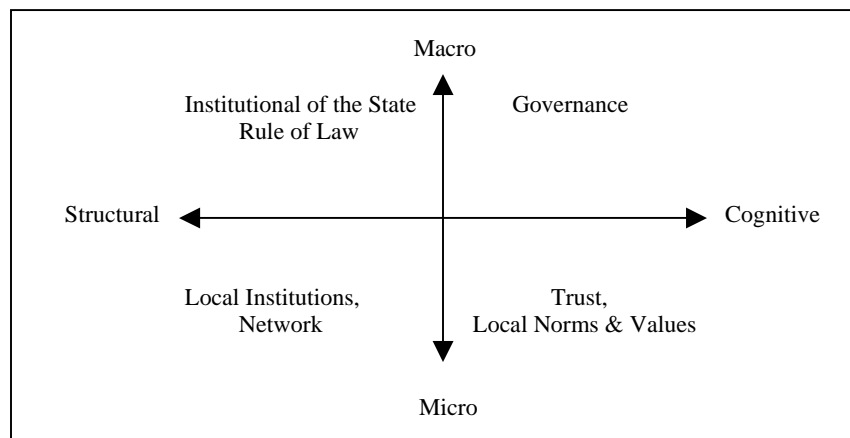 Macro
Institutional of the State
Rule of Law
Governance
Structural
Cognitive
Local Institutions,
Network
Trust,
Local Norms & Values
Micro